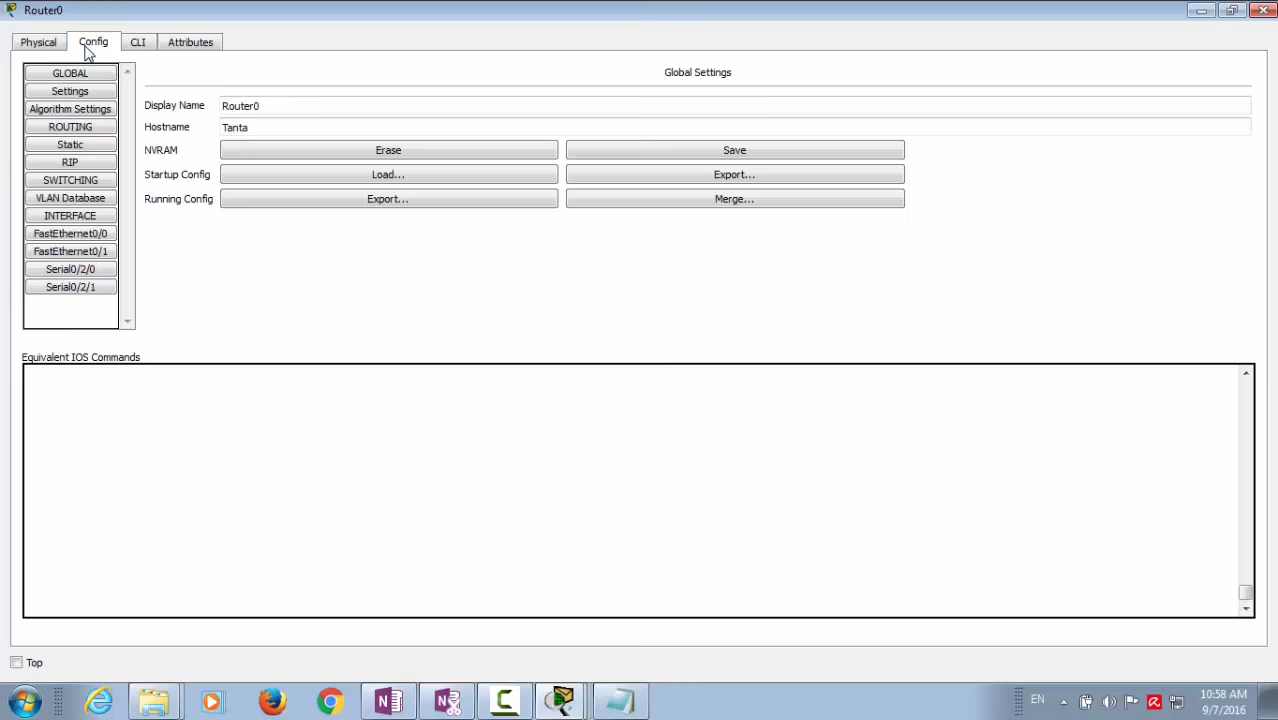 Router0
Physical Config CLI Attributes
GLOBAL
Settings
Algorithm Settings
ROUTING
Static
RIP
SWITCHING
VLAN Database
INTERFACE
FastEthernet0/0
FastEthernet0/1
Serial0/2/0
Serial0/2/1
Global Settings
Display Name Router0
Hostname Tanta
NVRAM Erase Save
Startup Config Load... Export...
Running Config Export... Merge...
Equivalent IOS Commands
Top
EN 10:58 AM
9/7/2016